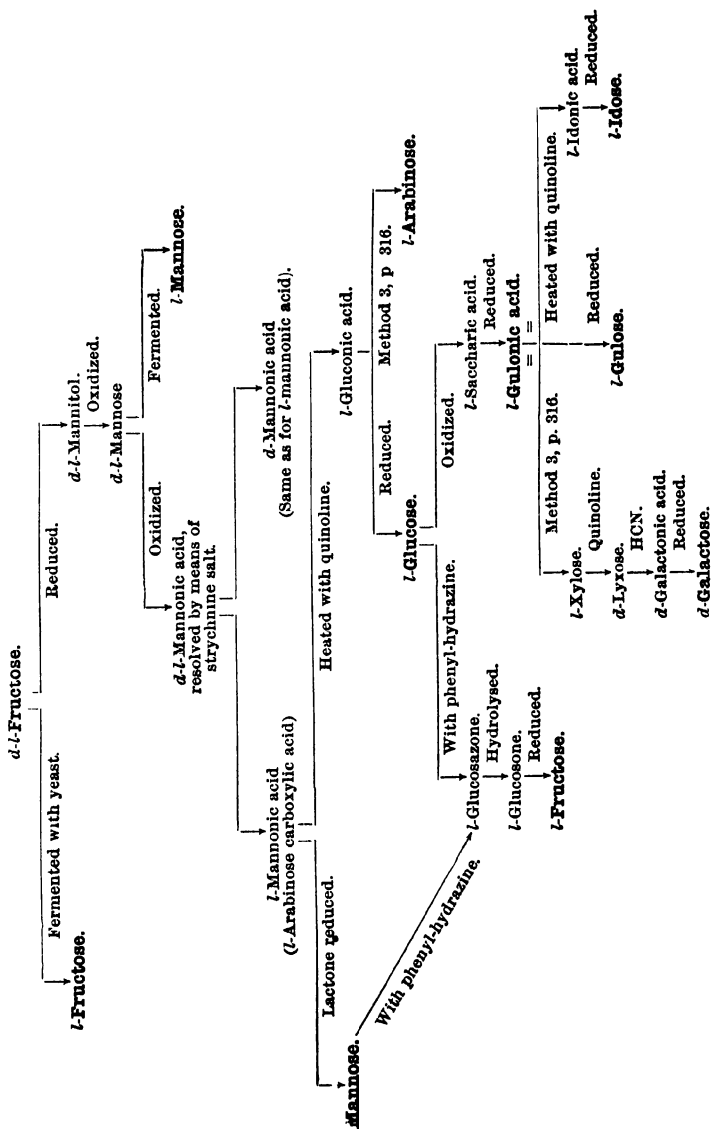 d-l-Fructose.
Fermented with yeast.
Reduced.
l-Fructose.
d-l-Mannitol.
Oxidized.
d-l-Mannose
Oxidized.
Fermented.
d-l-Mannonic acid,
resolved by means of
strychnine salt.
l-Mannose.
l-Mannonic acid
(l-Arabinose carboxylic acid)
d-Mannonic acid
(Same as for l-mannonic acid).
Lactone reduced.
Heated with quinoline.
Mannose.
l-Gluconic acid.
With phenyl-hydrazine.
Reduced.
Method 3, p 316.
l-Glucose.
l-Arabinose.
With phenyl-hydrazine.
Oxidized.
l-Glucosazone.
Hydrolysed.
l-Glucosone.
Reduced.
l-Fructose.
l-Saccharic acid.
Reduced.
l-Gulonic acid.
Method 3, p. 316.
Reduced.
Heated with quinoline.
l-Xylose.
Quinoline.
d-Lyxose.
HCN.
d-Galactonic acid.
Reduced.
d-Galactose.
l-Gulose.
l-Idonic acid.
Reduced.
l-Idose.